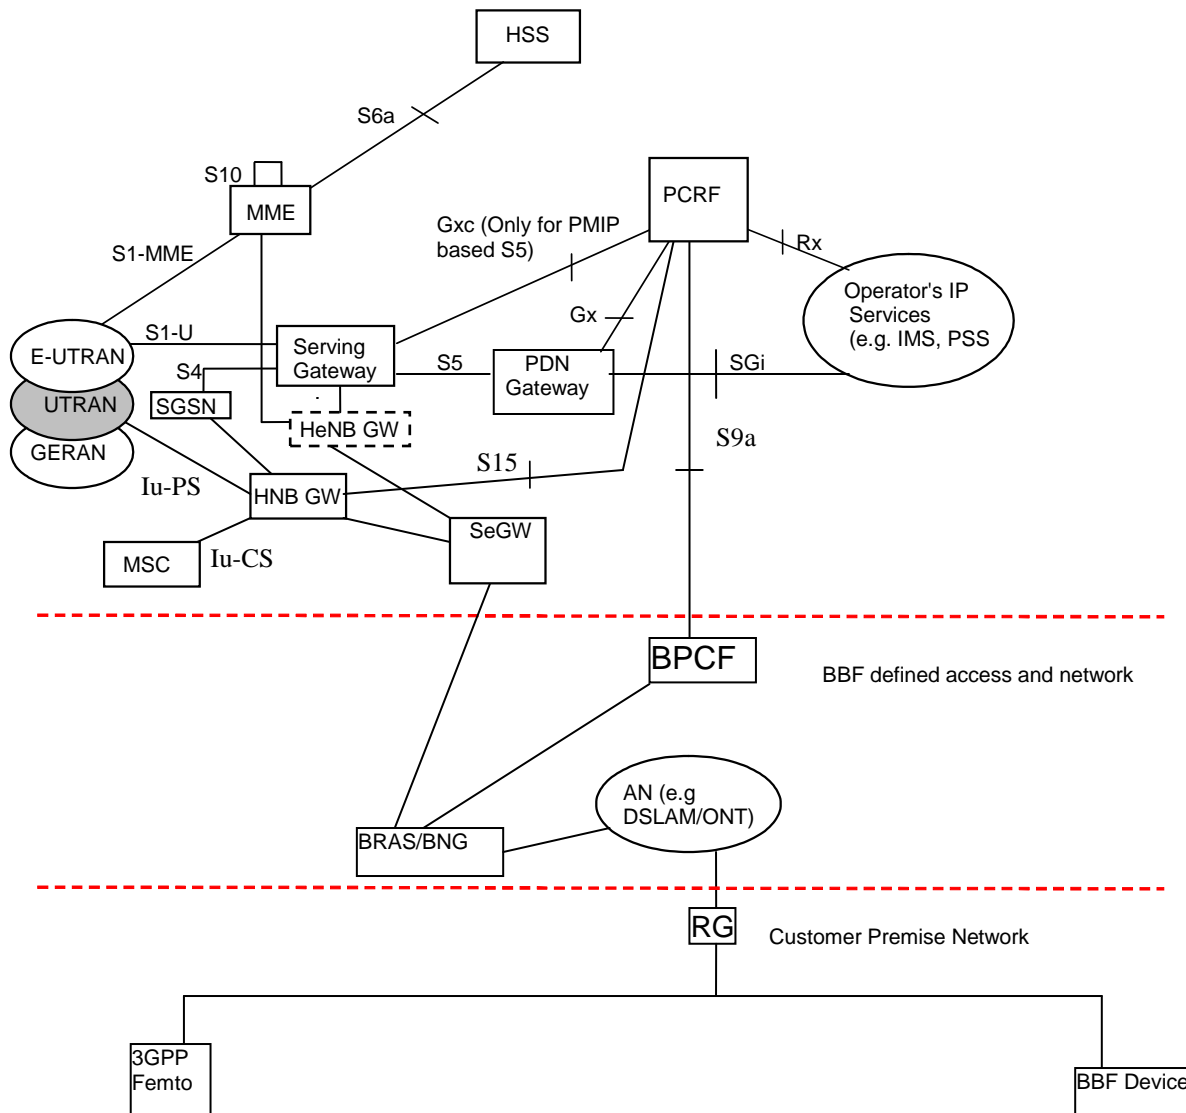 HSS
S6a
S10
MME
PCRF
Gxc (Only for PMIP
based S5)
Rx
S1-MME
Operator's IP
Services
(e.g. IMS, PSS
Gx
S1-U
E-UTRAN
Serving
Gateway
S5
PDN
Gateway
SGi
S4
UTRAN
SGSN
HeNB GW
S9a
GERAN
S15
Iu-PS
HNB GW
SeGW
MSC
Iu-CS
BPCF
BBF defined access and network
AN (e.g
DSLAM/ONT)
BRAS/BNG
RG
Customer Premise Network
3GPP
Femto
BBF Device